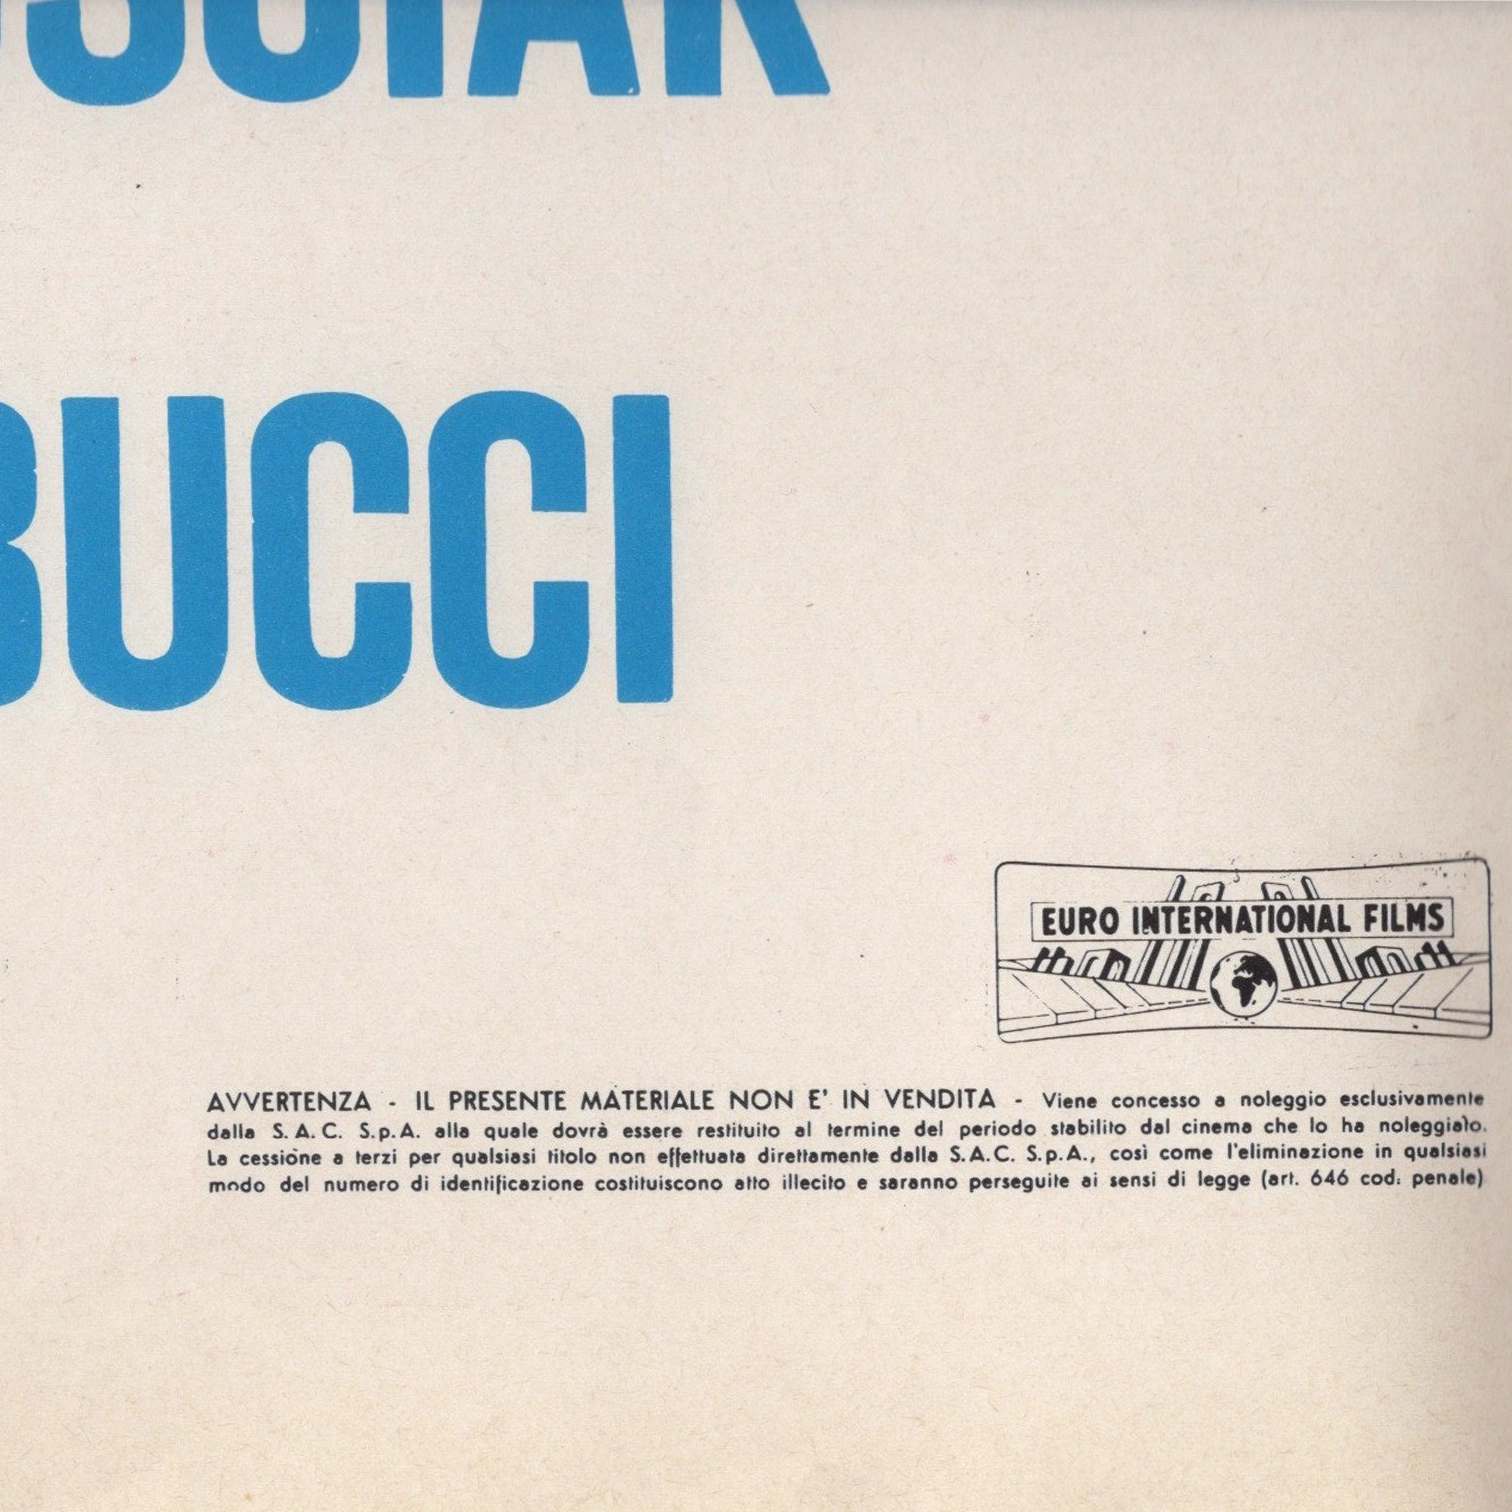 BUCCI
EURO INTERNATIONAL FILMS
AVVERTENZA - IL PRESENTE MATERIALE NON E' IN VENDITA - Viene concesso a noleggio esclusivamente
dalla S. A. C. S.p.A. alla quale dovrà essere restituito al termine del periodo stabilito dal cinema che lo ha noleggiato.
La cessione a terzi per qualsiasi titolo non effettuata direttamente dalla S.A.C. S.p.A., così come l'eliminazione in qualsiasi
modo del numero di identificazione costituiscono atto illecito e saranno perseguite ai sensi di legge (art. 646 cod. penale)